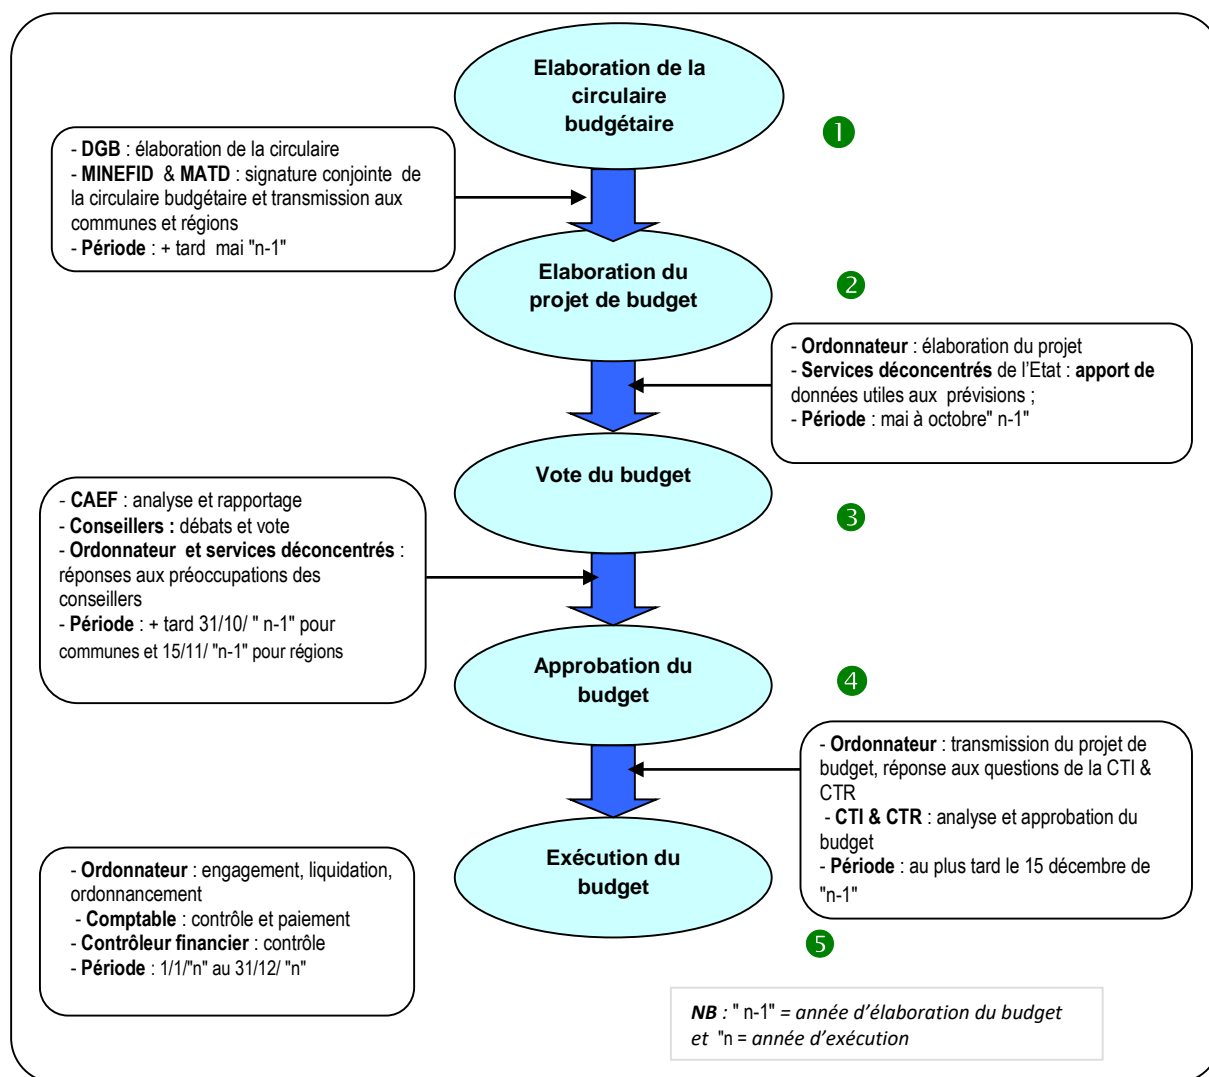 Elaboration de la
circulaire
budgétaire
❶
- DGB : élaboration de la circulaire
- MINEFID & MATD : signature conjointe de
la circulaire budgétaire et transmission aux
communes et régions
- Période : + tard mai "n-1"
Elaboration du
projet de budget
❷
- Ordonnateur : élaboration du projet
- Services déconcentrés de l’Etat : apport de
données utiles aux prévisions ;
- Période : mai à octobre" n-1"
Vote du budget
❸
- CAEF : analyse et rapportage
- Conseillers : débats et vote
- Ordonnateur et services déconcentrés :
réponses aux préoccupations des
conseillers
- Période : + tard 31/10/ " n-1" pour
communes et 15/11/ "n-1" pour régions
Approbation du
budget
❹
- Ordonnateur : transmission du projet de
budget, réponse aux questions de la CTI &
CTR
- CTI & CTR : analyse et approbation du
budget
- Période : au plus tard le 15 décembre de
"n-1"
Exécution du
budget
❺
- Ordonnateur : engagement, liquidation,
ordonnancement
- Comptable : contrôle et paiement
- Contrôleur financier : contrôle
- Période : 1/1/"n" au 31/12/ "n"
NB : " n-1" = année d’élaboration du budget
et "n = année d’exécution